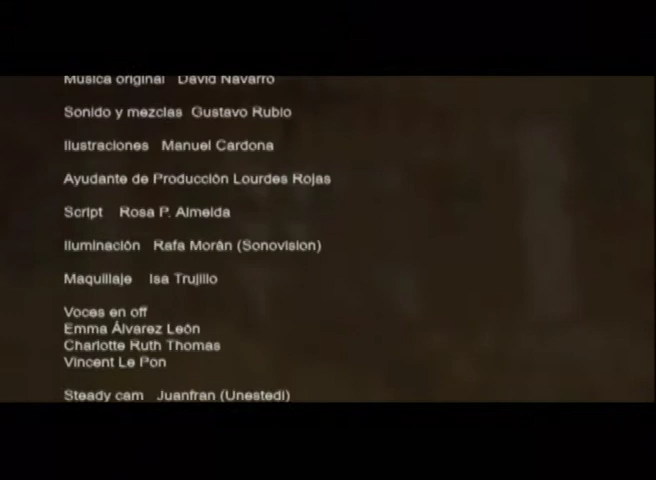 Música original David Navarro
Sonido y mezclas Gustavo Rubio
Ilustraciones Manuel Cardona
Ayudante de Producción Lourdes Rojas
Script Rosa P. Almeida
Iluminación Rafa Morán (Sonovision)
Maquillaje Isa Trujillo
Voces en off
Emma Álvarez León
Charlotte Ruth Thomas
Vincent Le Pon
Steady cam Juanfran (Unestedi)